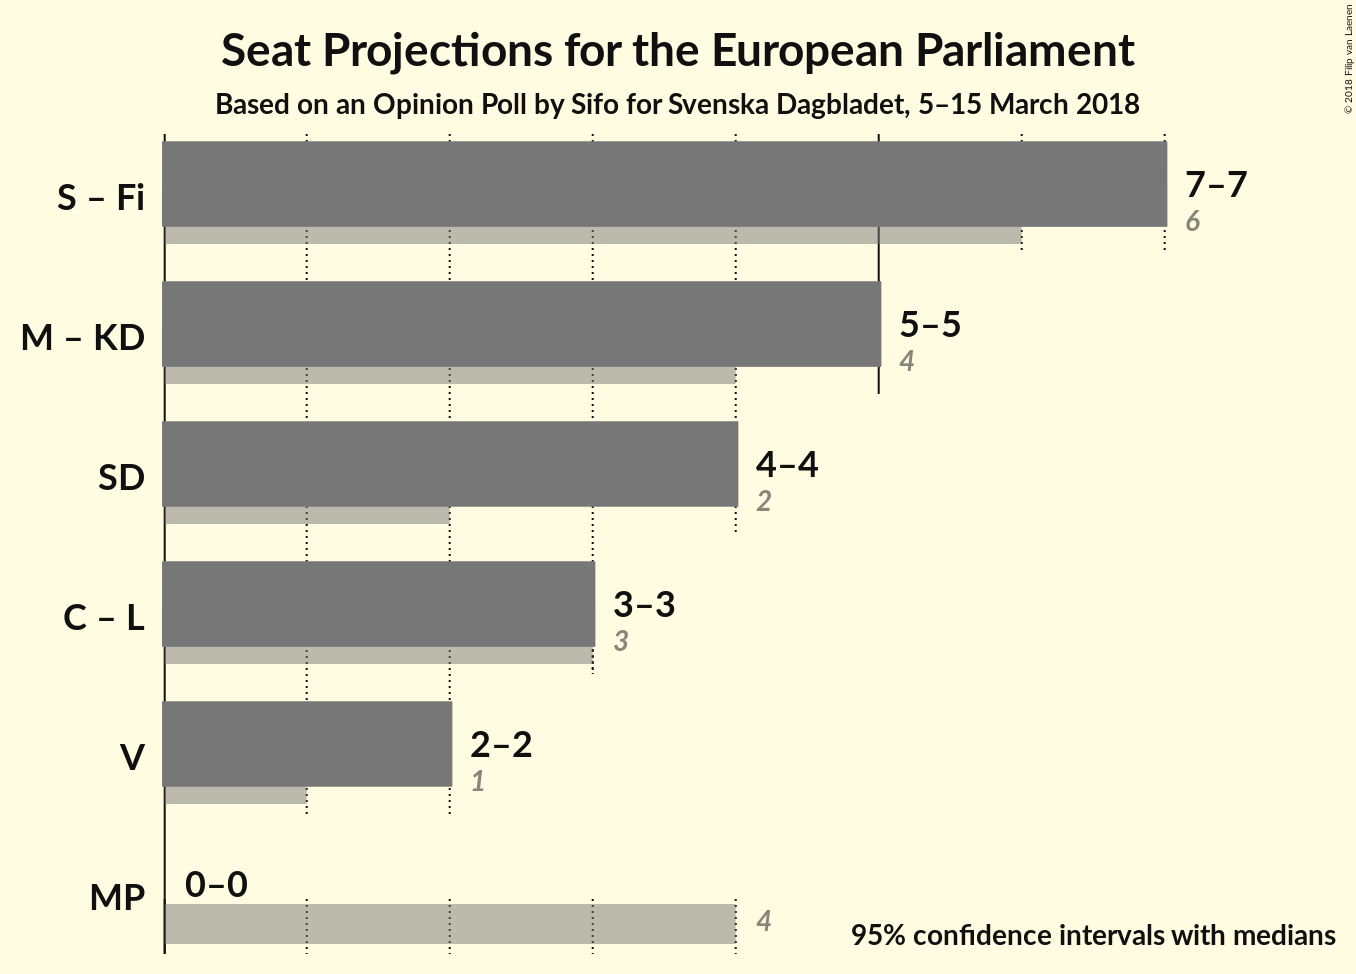 Seat Projections for the European Parliament
Based on an Opinion Poll by Sifo for Svenska Dagbladet, 5–15 March 2018
© 2018 Filip van Laenen
S – Fi
7–7
6
M – KD
5–5
4
SD
4–4
2
C – L
3–3
3
V
2–2
1
MP
0–0
4
95% confidence intervals with medians